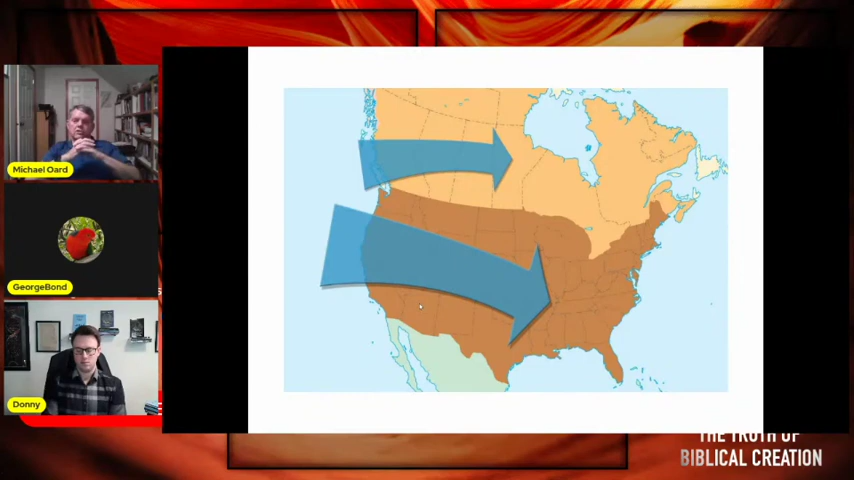 Michael Oard
GeorgeBond
Donny
THE TRUTH OF
BIBLICAL CREATION